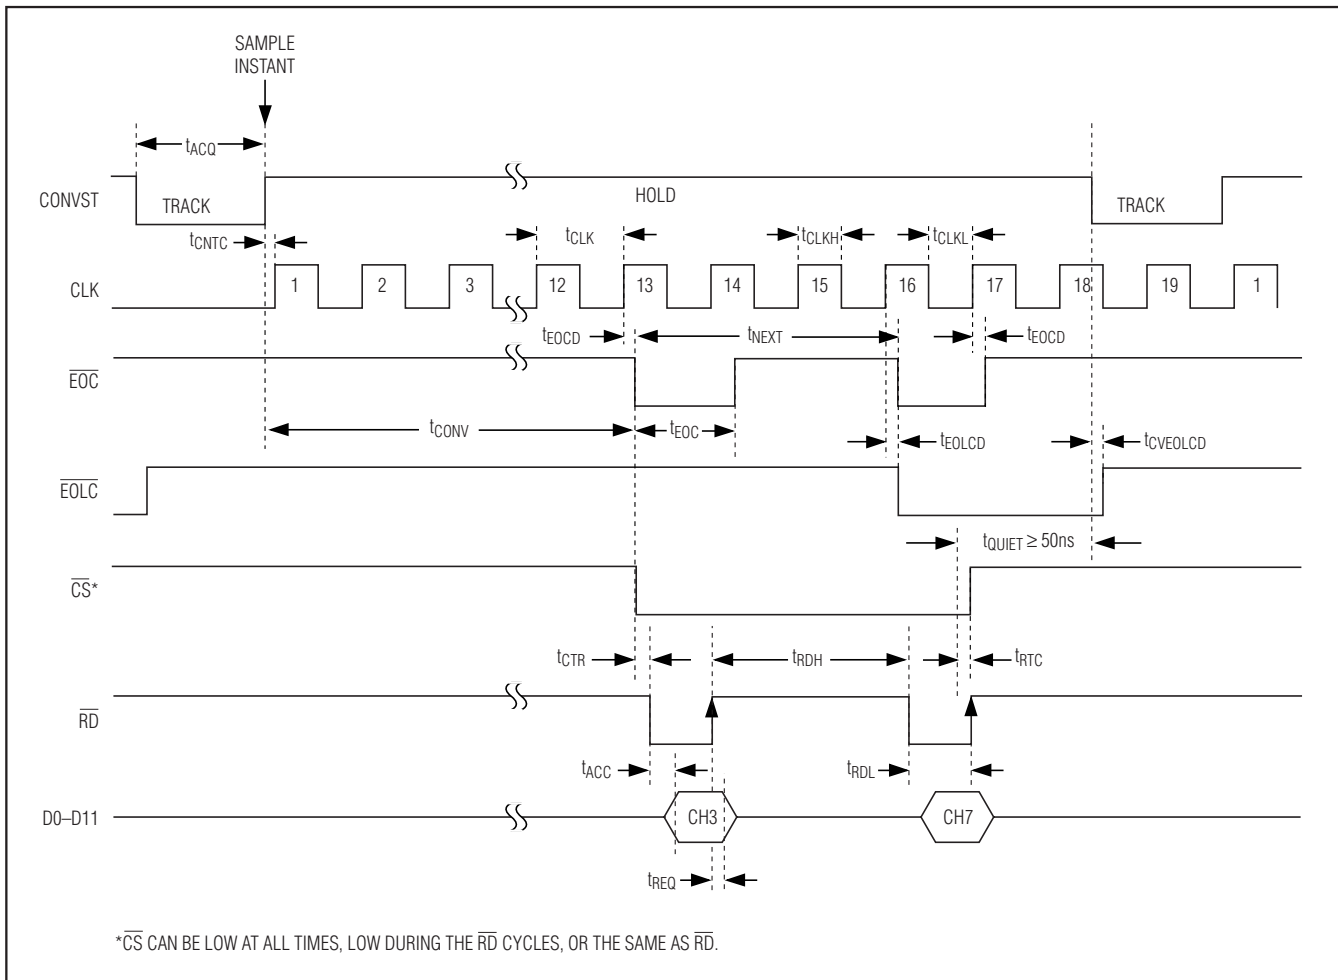 SAMPLE
INSTANT
tACQ
CONVST
TRACK
HOLD
TRACK
tCNTC
tCLK
tCLKH
tCLKL
CLK
1
2
3
12
13
14
15
16
17
18
19
1
tEOCD
tNEXT
tEOCD
EOC
tCONV
tEOC
tEOLCD
tCVEOLCD
EOLC
tQUIET ≥ 50ns
CS*
tCTR
tRDH
tRTC
RD
tACC
tRDL
D0–D11
CH3
CH7
tREQ
*CS CAN BE LOW AT ALL TIMES, LOW DURING THE RD CYCLES, OR THE SAME AS RD.